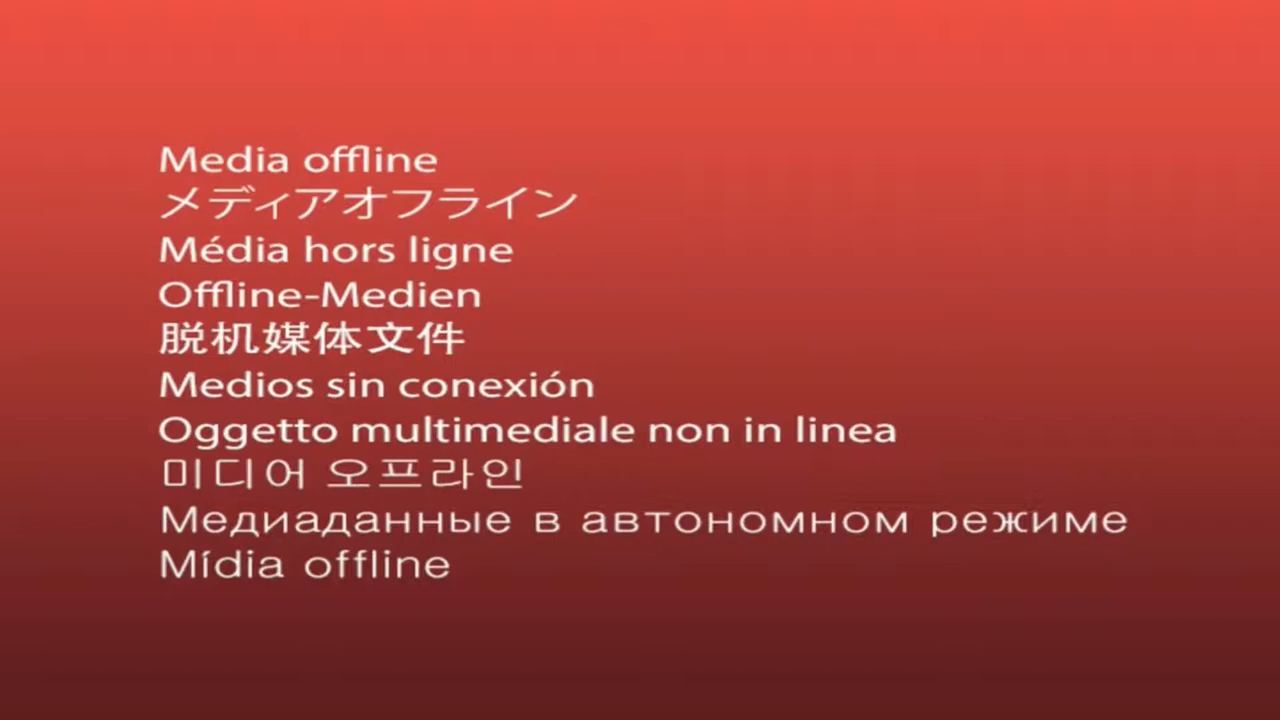 Media offline
メディアオフライン
Média hors ligne
Offline-Medien
脱机媒体文件
Medios sin conexión
Oggetto multimediale non in linea
미디어 오프라인
Медиаданные в автономном режиме
Mídia offline